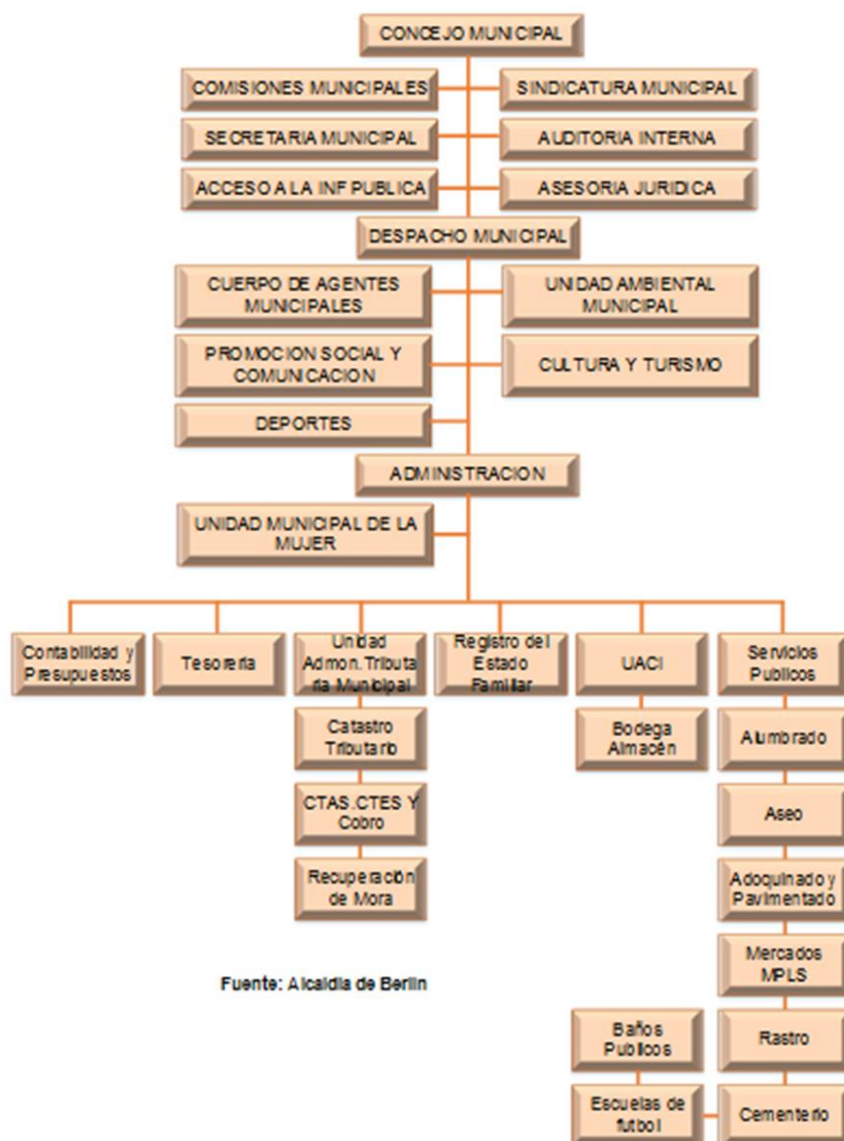 CONCEJO MUNICIPAL
COMISIONES MUNICIPALES
SINDICATURA MUNICIPAL
SECRETARIA MUNICIPAL
AUDITORIA INTERNA
ACCESO A LA INF PUBLICA
ASESORIA JURIDICA
DESPACHO MUNICIPAL
CUERPO DE AGENTES
MUNICIPALES
UNIDAD AMBIENTAL
MUNICIPAL
PROMOCION SOCIAL Y
COMUNICACION
CULTURA Y TURISMO
DEPORTES
ADMINISTRACION
UNIDAD MUNICIPAL DE LA
MUJER
Contabilidad y
Presupuestos
Tesorería
Unidad
Admon.Tributa
ria Municipal
Registro del
Estado
Familiar
UACI
Servicios
Publicos
Catastro
Tributario
Bodega
Almacén
Alumbrado
CTAS.CTES Y
Cobro
Aseo
Recuperación
de Mora
Adoquinado y
Pavimentado
Mercados
MPLS
Fuente: Alcaldia de Berlin
Baños
Publicos
Rastro
Escuelas de
futbol
Cementerio